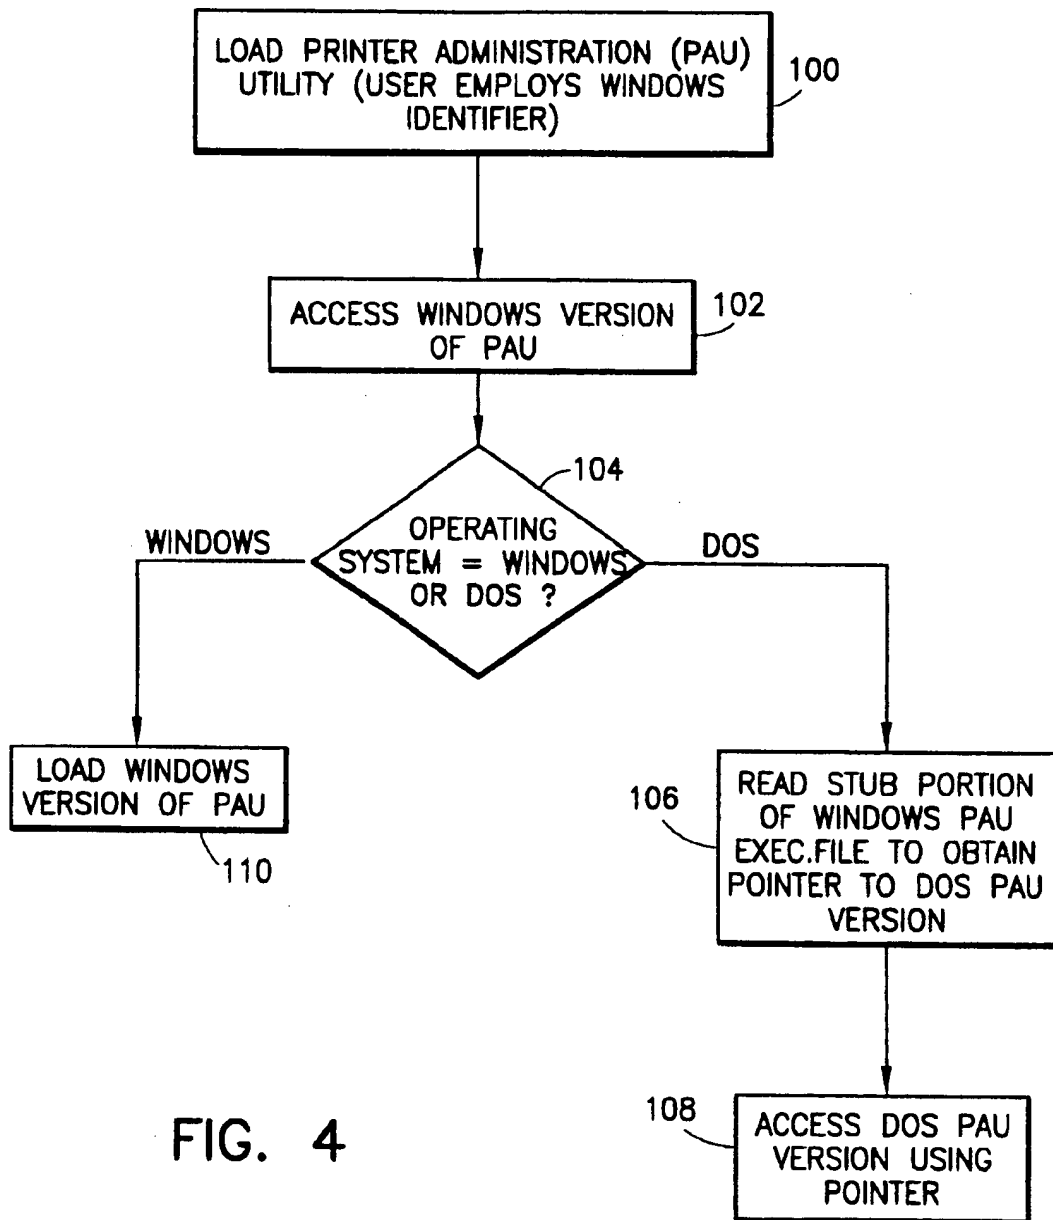 LOAD PRINTER ADMINISTRATION (PAU)
UTILITY (USER EMPLOYS WINDOWS
IDENTIFIER)
100
ACCESS WINDOWS VERSION
OF PAU
102
104
OPERATING
SYSTEM = WINDOWS
OR DOS ?
WINDOWS
DOS
LOAD WINDOWS
VERSION OF PAU
110
106
READ STUB PORTION
OF WINDOWS PAU
EXEC.FILE TO OBTAIN
POINTER TO DOS PAU
VERSION
108
ACCESS DOS PAU
VERSION USING
POINTER
FIG. 4